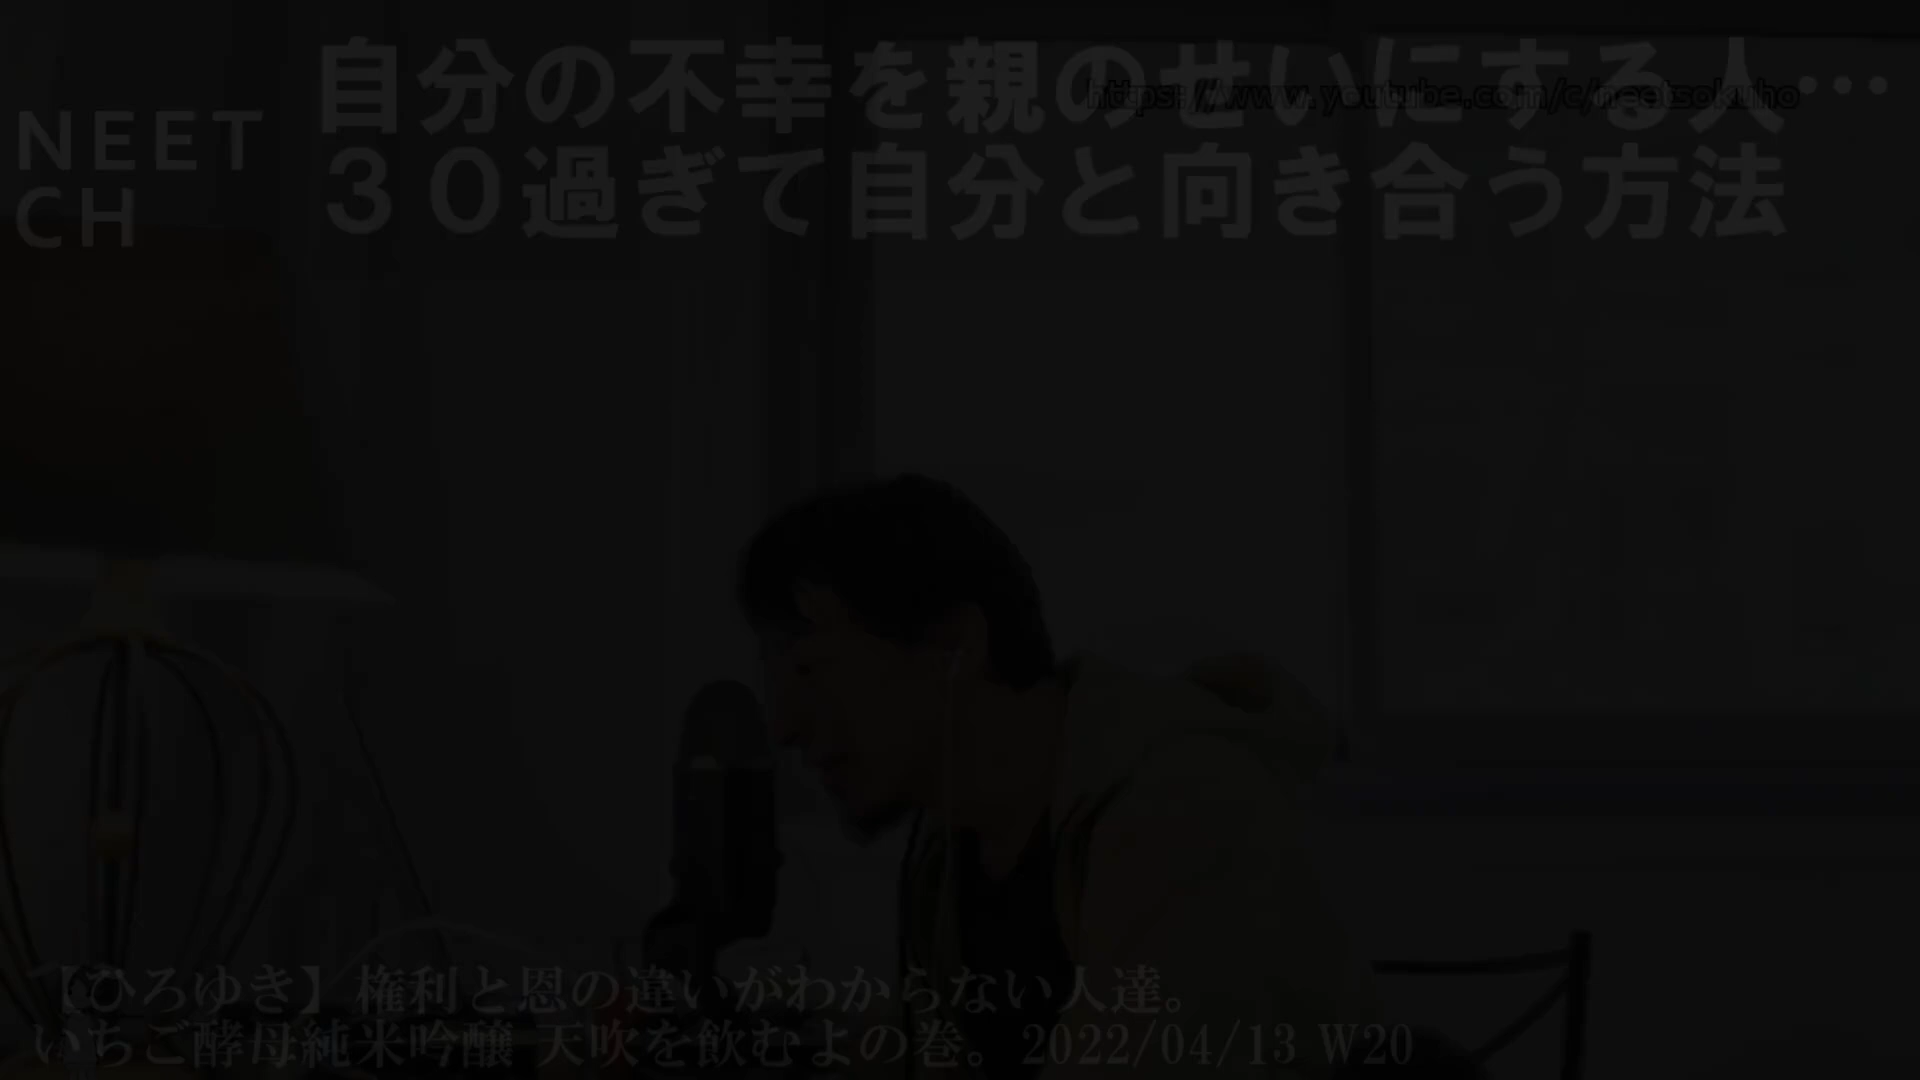 自分の不幸を親のせいにする人…
https://www.youtube.com/c/neetsokuho
NEET
CH
３０過ぎて自分と向き合う方法
【ひろゆき】権利と恩の違いがわからない人達。
いちご酵母純米吟醸 天吹を飲むよの巻。2022/04/13 W20